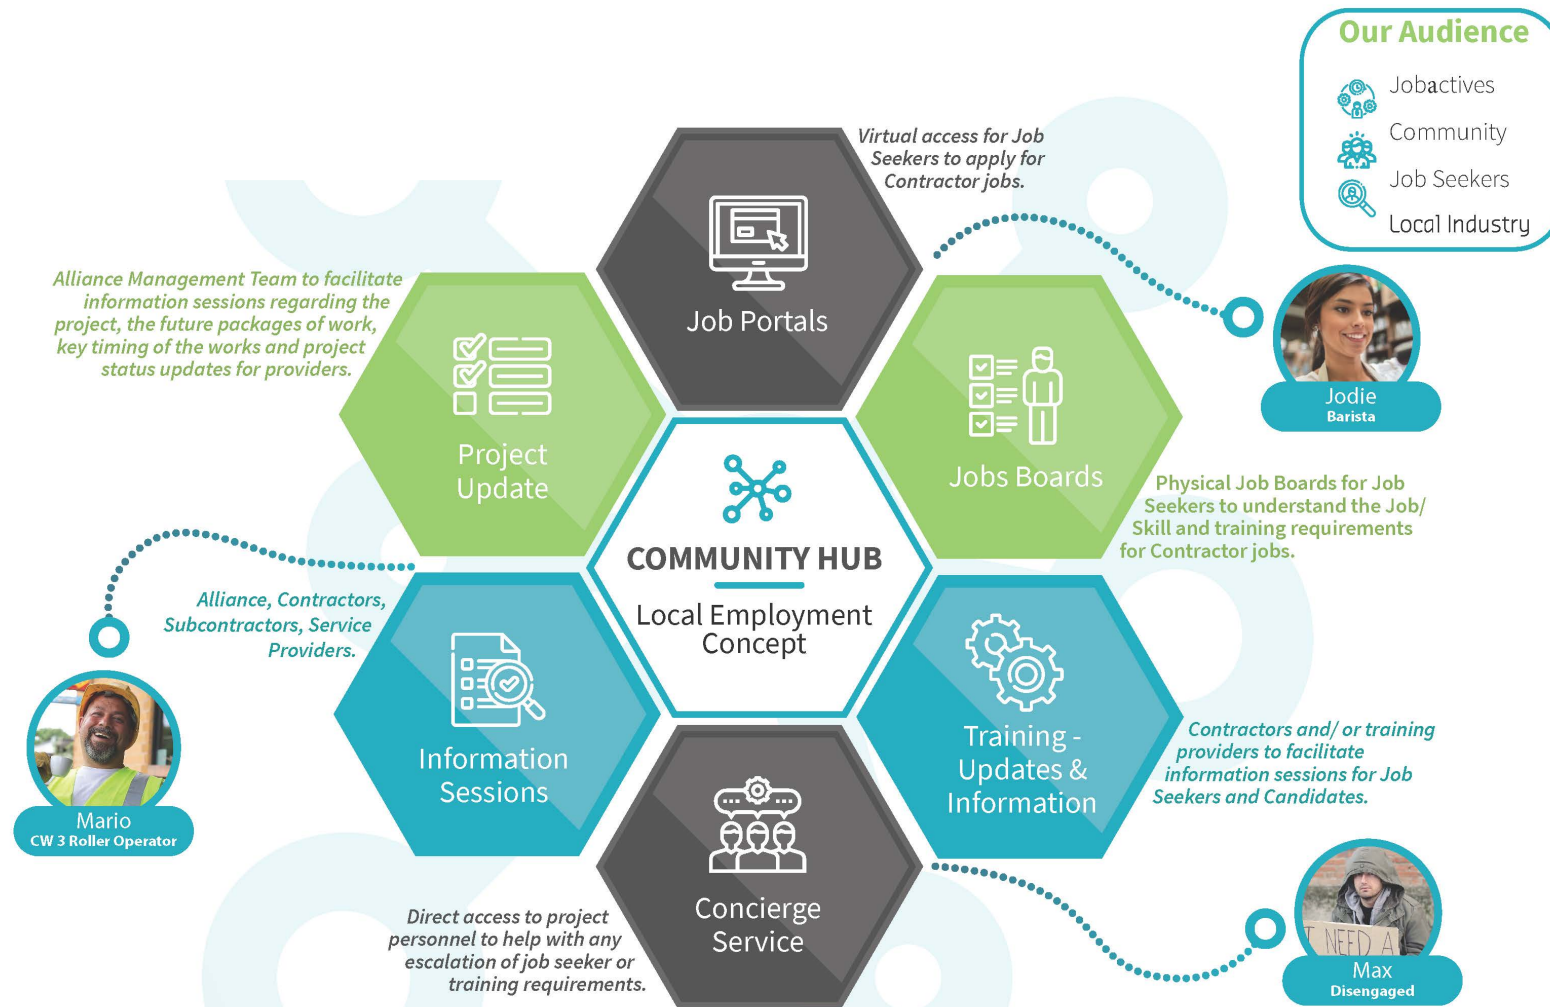 Our Audience
Jobactives
Community
Job Seekers
Local Industry
Virtual access for Job
Seekers to apply for
Contractor jobs.
Job Portals
Alliance Management Team to facilitate
information sessions regarding the
project, the future packages of work,
key timing of the works and project
status updates for providers.
Project
Update
Jodie
Barista
Jobs Boards
Physical Job Boards for Job
Seekers to understand the Job/
Skill and training requirements
for Contractor jobs.
COMMUNITY HUB
Local Employment
Concept
Alliance, Contractors,
Subcontractors, Service
Providers.
Information
Sessions
Mario
CW 3 Roller Operator
Training -
Updates &
Information
Contractors and/ or training
providers to facilitate
information sessions for Job
Seekers and Candidates.
Concierge
Service
Direct access to project
personnel to help with any
escalation of job seeker or
training requirements.
I NEED A
Max
Disengaged